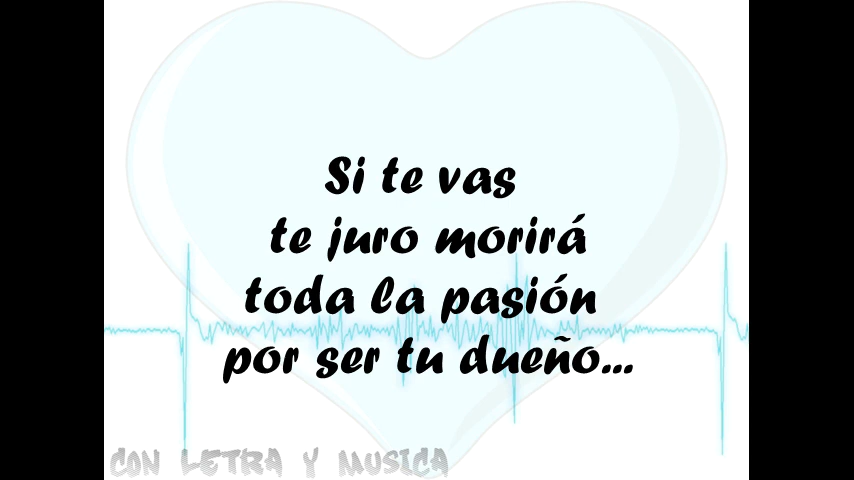 Si te vas
te juro morirá
toda la pasión
por ser tu dueño...
CON LETRA Y MUSICA